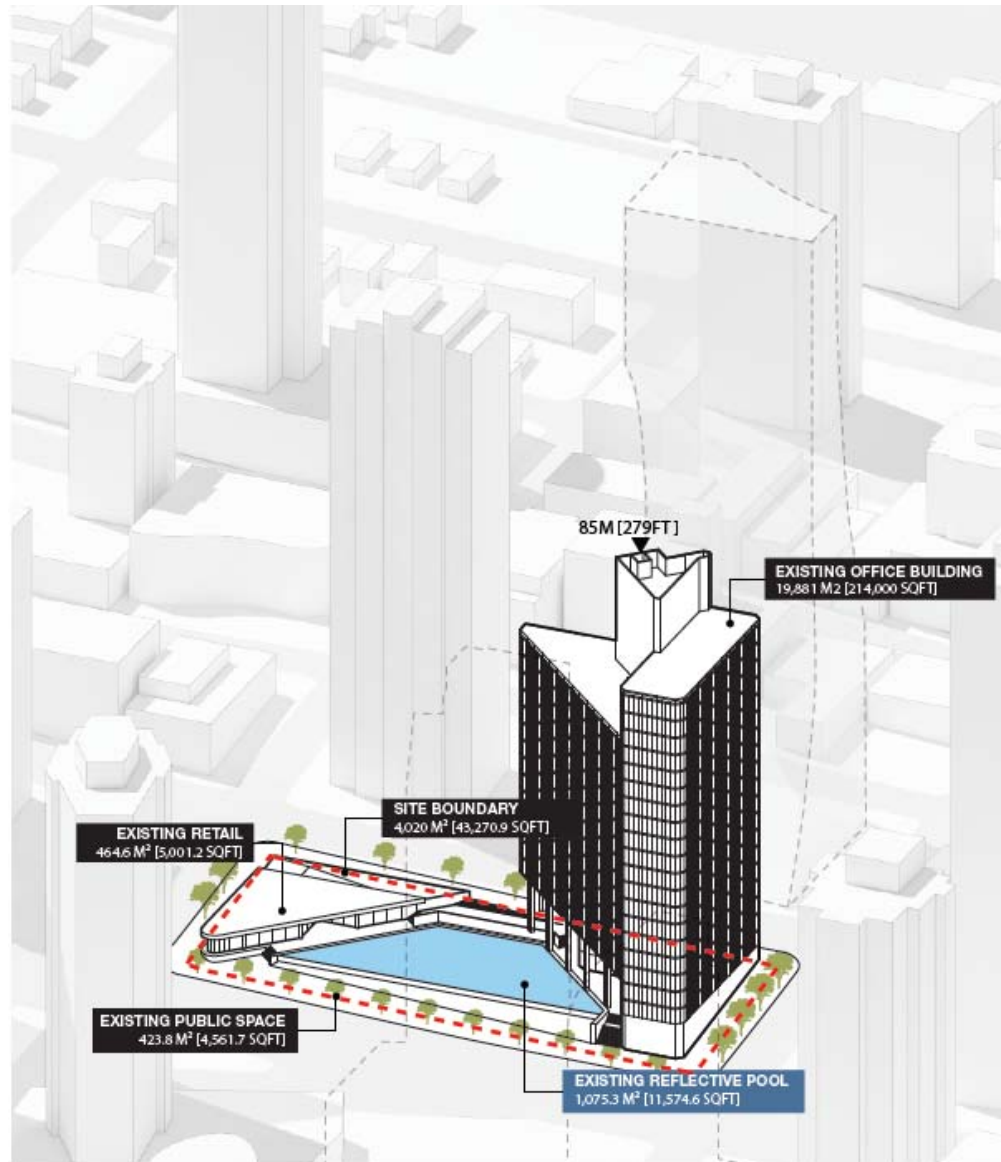 85M [279FT]
EXISTING OFFICE BUILDING
19,881 M2 [214,000 SQFT]
SITE BOUNDARY
4,020 M² [43,270.9 SQFT]
EXISTING RETAIL
464.6 M² [5,001.2 SQFT]
EXISTING PUBLIC SPACE
423.8 M² [4,561.7 SQFT]
EXISTING REFLECTIVE POOL
1,075.3 M² [11,574.6 SQFT]